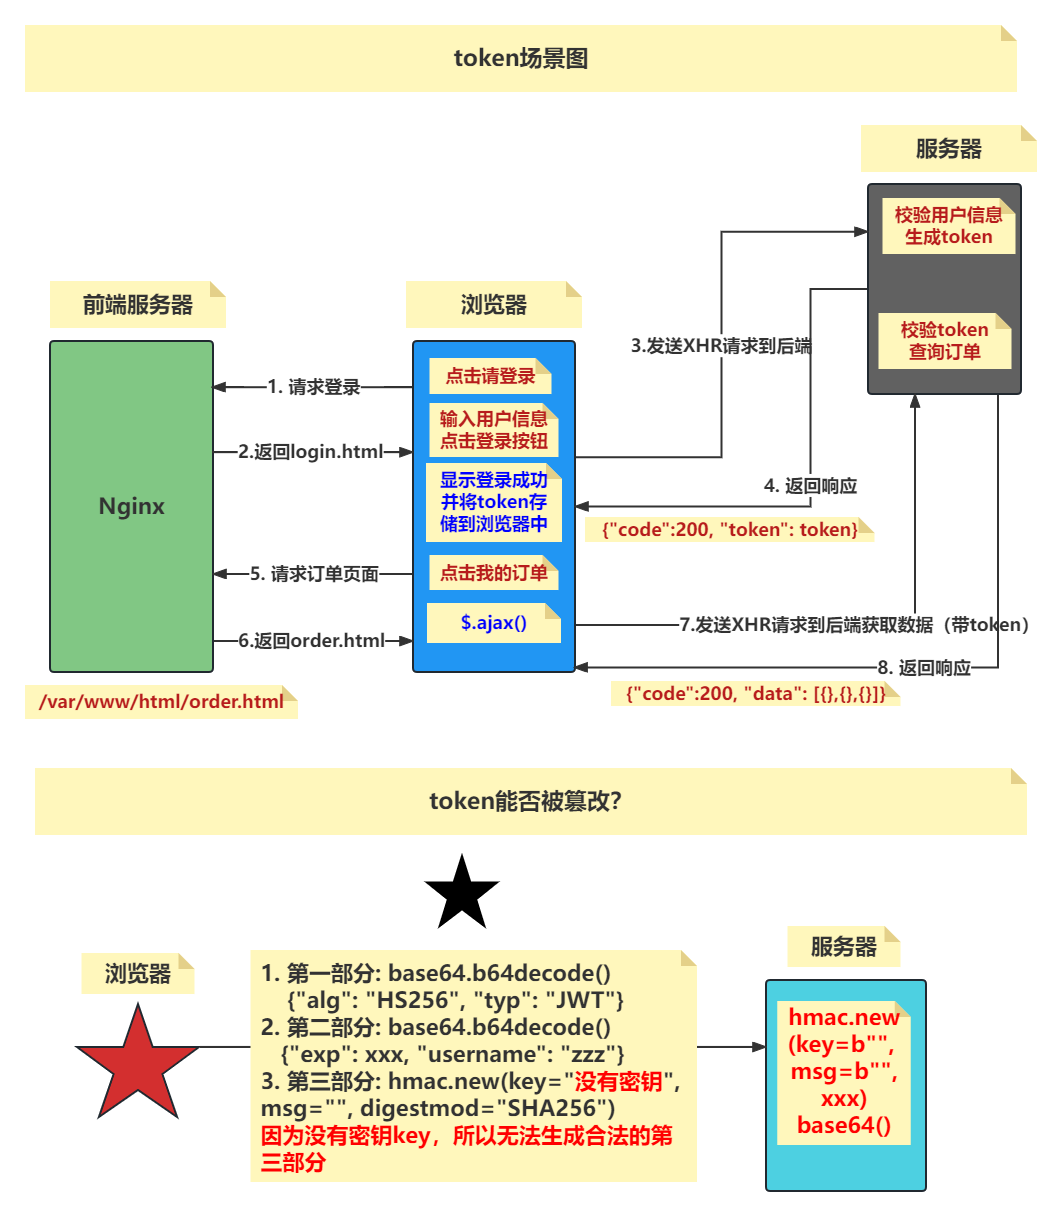 token场景图
服务器
校验用户信息
生成token
校验token
查询订单
前端服务器
浏览器
Nginx
点击请登录
输入用户信息
点击登录按钮
显示登录成功
并将token存
储到浏览器中
点击我的订单
$.ajax()
1. 请求登录
2.返回login.html
3.发送XHR请求到后端
4. 返回响应
{"code":200, "token": token}
5. 请求订单页面
6.返回order.html
7.发送XHR请求到后端获取数据（带token）
8. 返回响应
{"code":200, "data": [{},{},{}]}
/var/www/html/order.html
token能否被篡改?
浏览器
1. 第一部分: base64.b64decode()
{"alg": "HS256", "typ": "JWT"}
2. 第二部分: base64.b64decode()
{"exp": xxx, "username": "zzz"}
3. 第三部分: hmac.new(key="没有密钥",
msg="", digestmod="SHA256")
因为没有密钥key，所以无法生成合法的第
三部分
服务器
hmac.new
(key=b"",
msg=b"",
xxx)
base64()